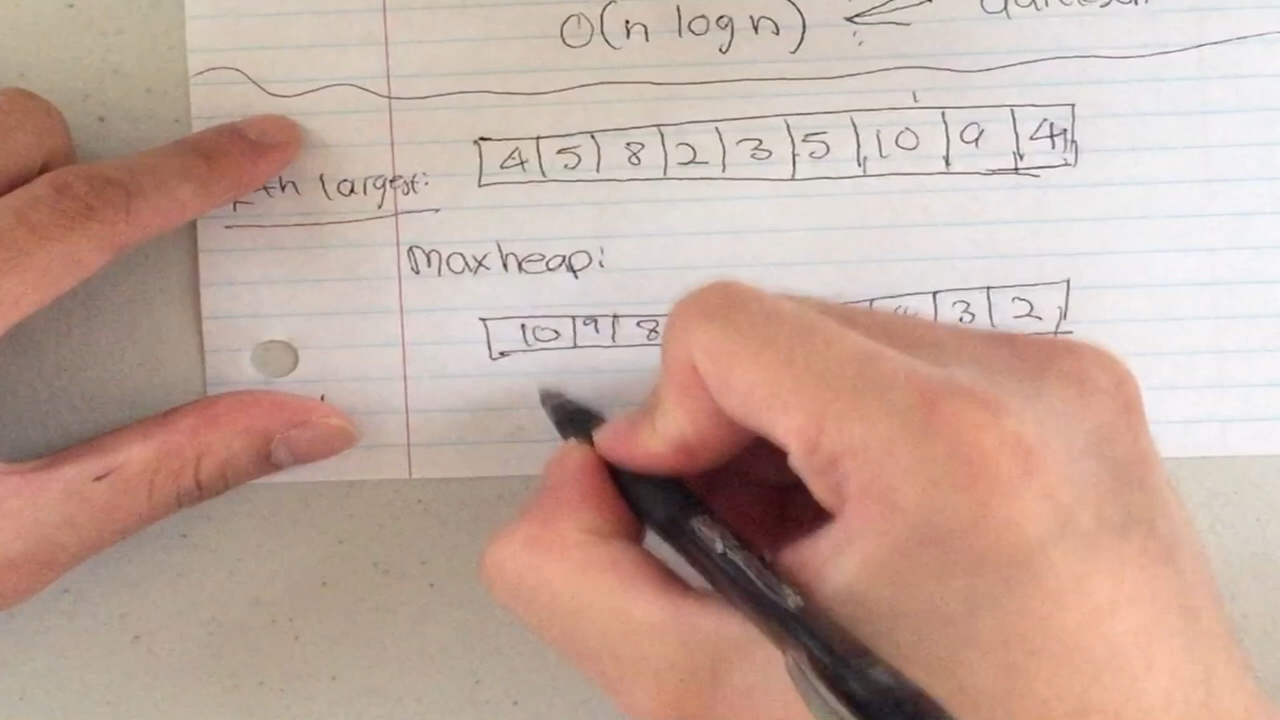 O(n log n) ←
th largest:
4 5 8 2 3 5 10 9 4
Maxheap:
10 9 8 3 2